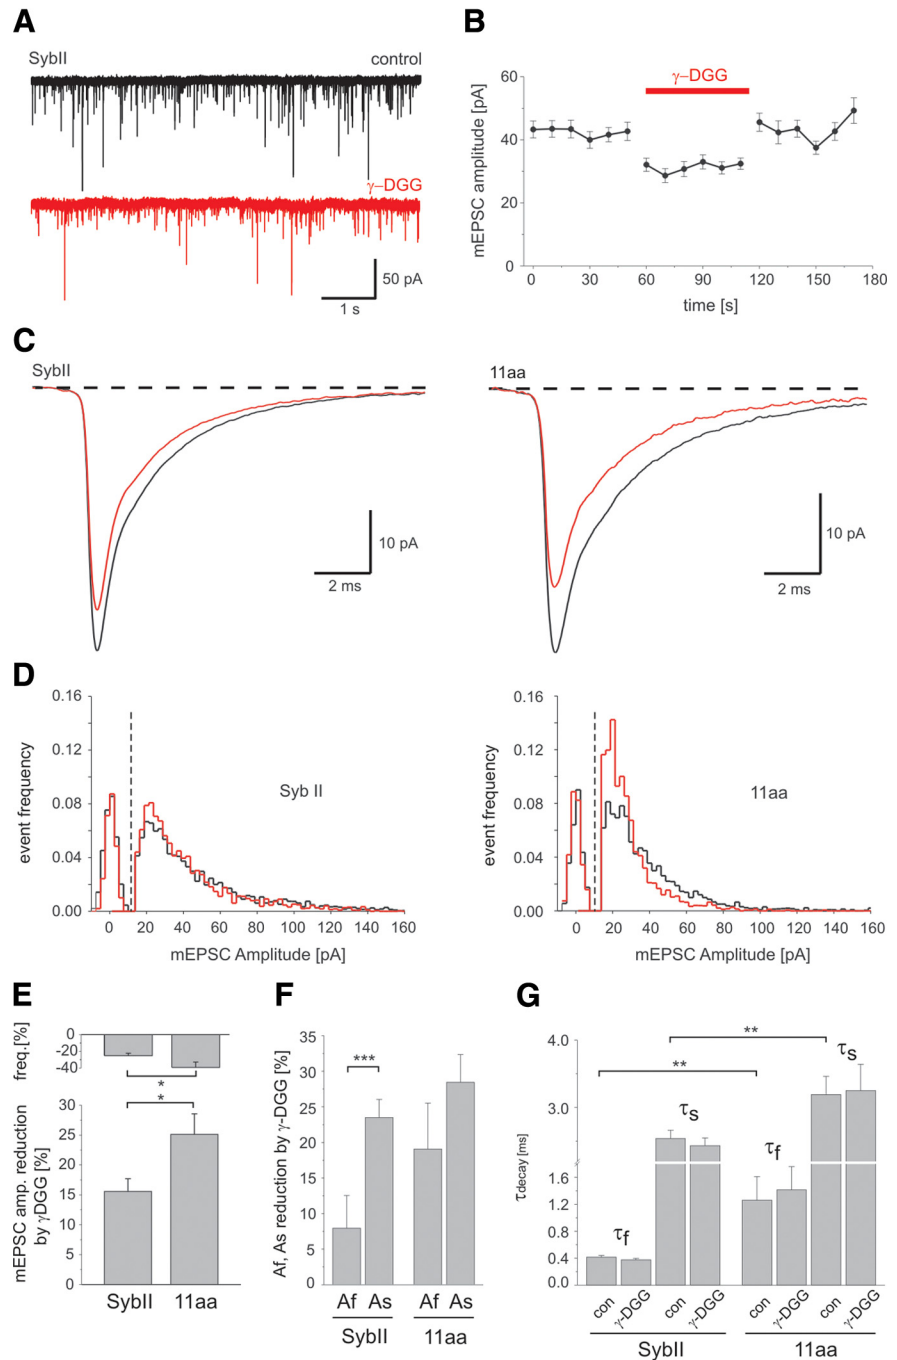 A
SybII
control
γ–DGG
50 pA
1 s
B
γ–DGG
mEPSC amplitude [pA]
60
40
20
0
0 30 60 90 120 150 180
time [s]
C
SybII
10 pA
2 ms
11aa
10 pA
2 ms
D
event frequency
0.16
0.12
0.08
0.04
0.00
Syb II
0 20 40 60 80 100 120 140 160
mEPSC Amplitude [pA]
event frequency
0.16
0.12
0.08
0.04
0.00
11aa
0 20 40 60 80 100 120 140 160
mEPSC Amplitude [pA]
E
freq.[%]
0
-20
-40
*
*
mEPSC amp. reduction
by γDGG [%]
30
25
20
15
10
5
0
SybII 11aa
F
Af, As reduction by γ-DGG [%]
35
30
25
20
15
10
5
0
***
Af As Af As
SybII 11aa
G
τdecay [ms]
4.0
3.0
1.6
1.2
0.8
0.4
0.0
**
**
τs
τs
τf
τf
con γ-DGG con γ-DGG con γ-DGG con γ-DGG
SybII 11aa